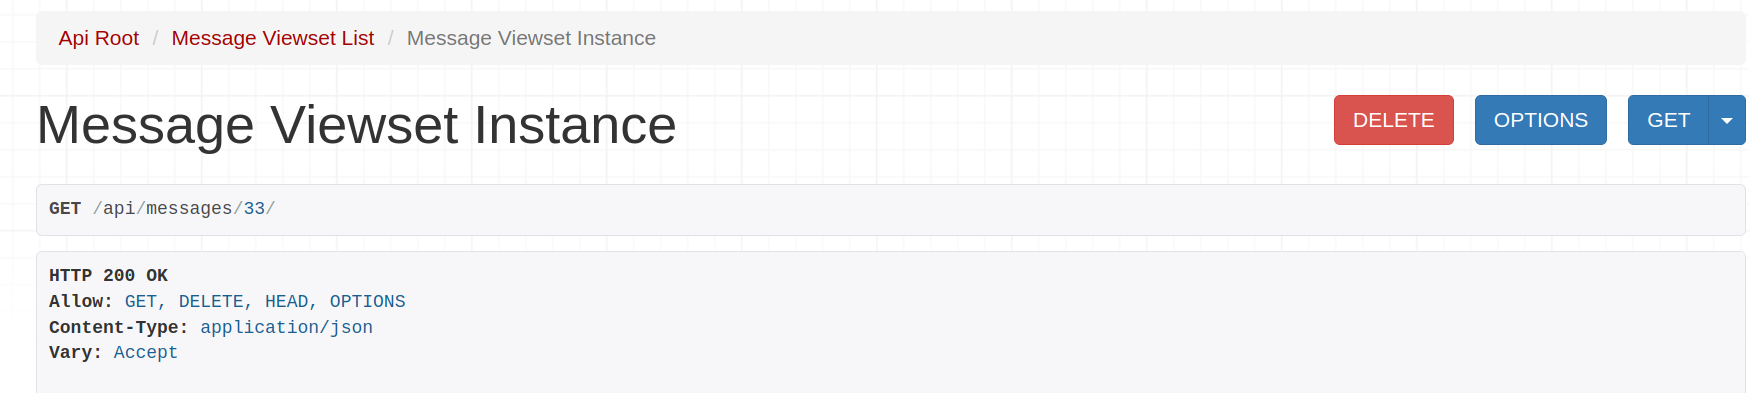 Api Root / Message Viewset List / Message Viewset Instance
Message Viewset Instance
DELETE OPTIONS GET
GET /api/messages/33/
HTTP 200 OK
Allow: GET, DELETE, HEAD, OPTIONS
Content-Type: application/json
Vary: Accept